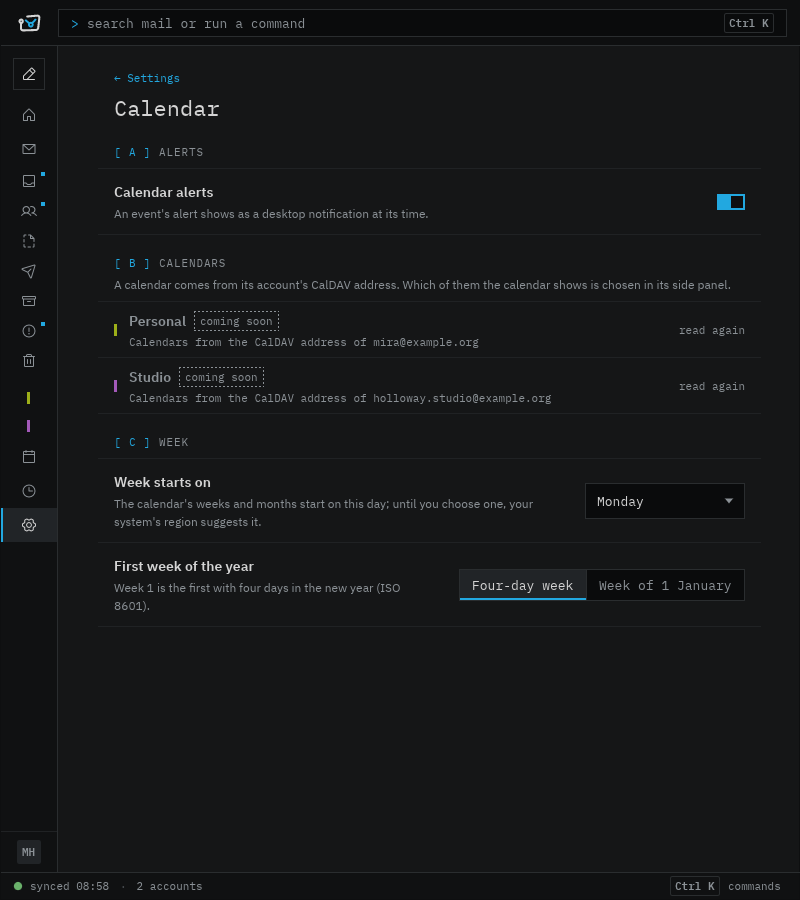 > search mail or run a command Ctrl K
← Settings
Calendar
[ A ] ALERTS
Calendar alerts
An event's alert shows as a desktop notification at its time.
[ B ] CALENDARS
A calendar comes from its account's CalDAV address. Which of them the calendar shows is chosen in its side panel.
Personal coming soon
Calendars from the CalDAV address of mira@example.org
read again
Studio coming soon
Calendars from the CalDAV address of holloway.studio@example.org
read again
[ C ] WEEK
Week starts on
The calendar's weeks and months start on this day; until you choose one, your
system's region suggests it.
Monday
First week of the year
Week 1 is the first with four days in the new year (ISO
8601).
Four-day week Week of 1 January
MH
synced 08:58 · 2 accounts Ctrl K commands